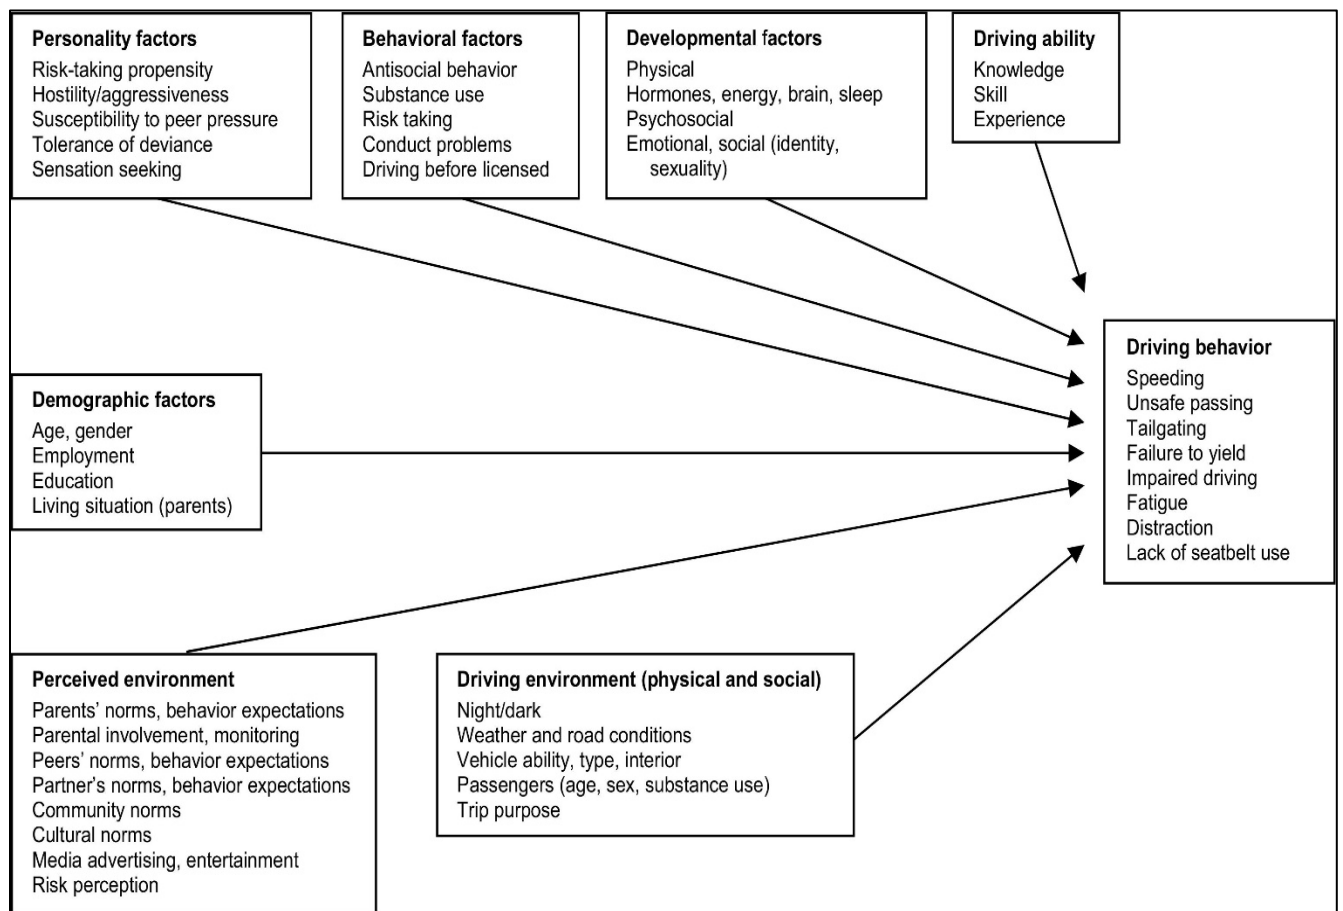 Personality factors
Risk-taking propensity
Hostility/aggressiveness
Susceptibility to peer pressure
Tolerance of deviance
Sensation seeking
Behavioral factors
Antisocial behavior
Substance use
Risk taking
Conduct problems
Driving before licensed
Developmental factors
Physical
Hormones, energy, brain, sleep
Psychosocial
Emotional, social (identity,
sexuality)
Driving ability
Knowledge
Skill
Experience
Driving behavior
Speeding
Unsafe passing
Tailgating
Failure to yield
Impaired driving
Fatigue
Distraction
Lack of seatbelt use
Demographic factors
Age, gender
Employment
Education
Living situation (parents)
Perceived environment
Parents’ norms, behavior expectations
Parental involvement, monitoring
Peers’ norms, behavior expectations
Partner’s norms, behavior expectations
Community norms
Cultural norms
Media advertising, entertainment
Risk perception
Driving environment (physical and social)
Night/dark
Weather and road conditions
Vehicle ability, type, interior
Passengers (age, sex, substance use)
Trip purpose